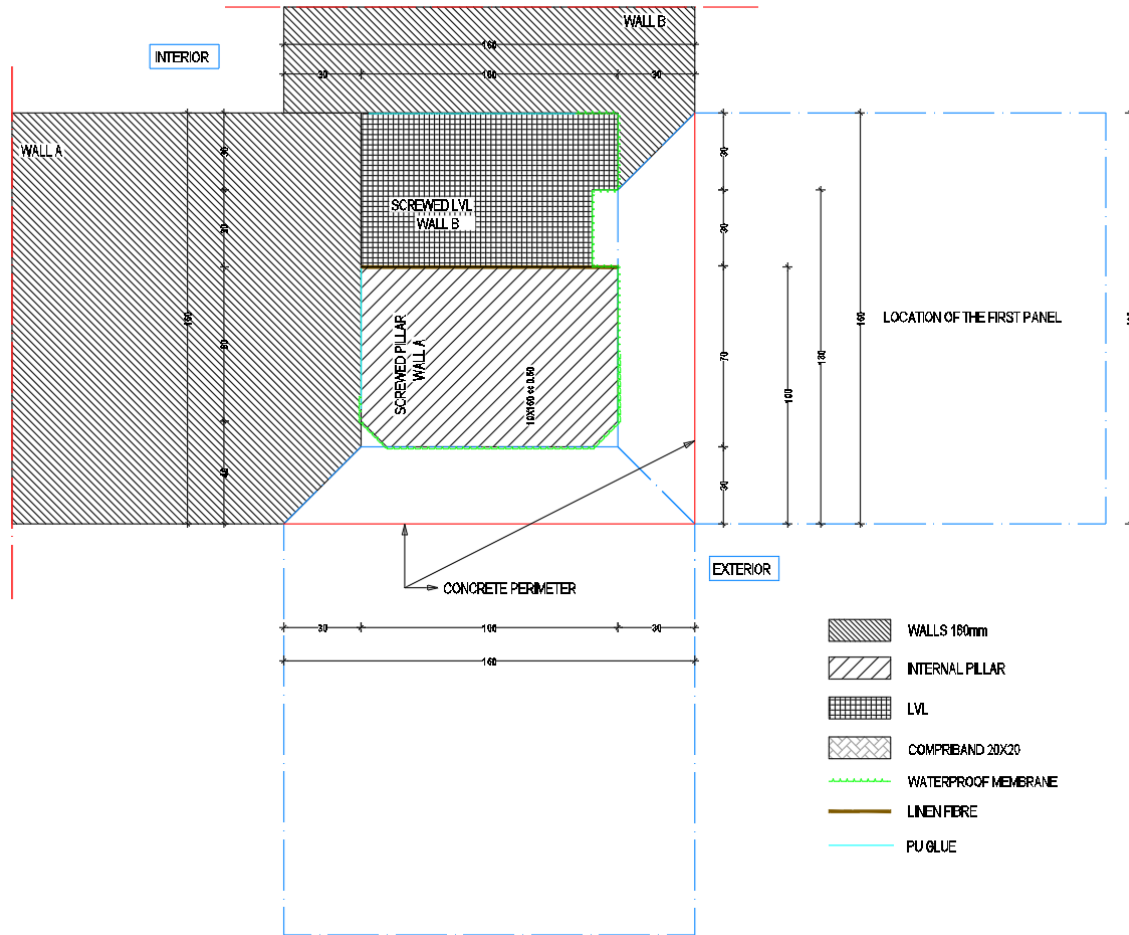 WALL B
160
INTERIOR
30
100
30
WALL A
30
30
SCREWED LVL
WALL B
30
30
160
60
SCREWED PILLAR
WALL A
10X160 cc 0.50
70
100
130
160
LOCATION OF THE FIRST PANEL
40
30
EXTERIOR
CONCRETE PERIMETER
30
100
30
160
WALLS 160mm
INTERNAL PILLAR
LVL
COMPRIBAND 20X20
WATERPROOF MEMBRANE
LINEN FIBRE
PU GLUE